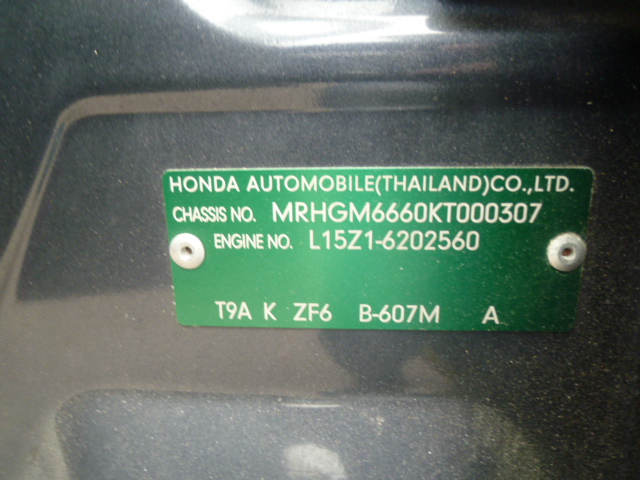 HONDA AUTOMOBILE(THAILAND)CO.,LTD.
CHASSIS NO. MRHGM6660KT000307
ENGINE NO. L15Z1-6202560
T9A K ZF6 B-607M A